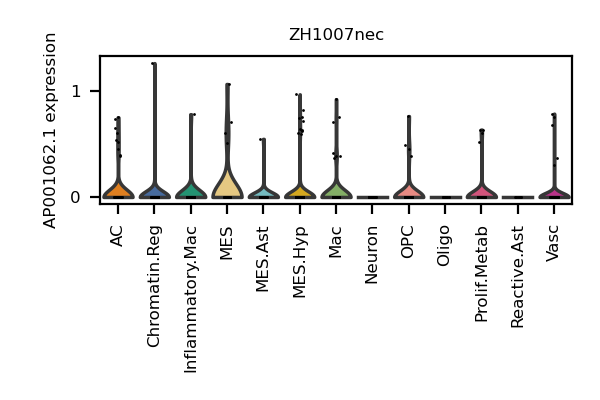 ZH1007nec
AP001062.1 expression
1
0
AC
Chromatin.Reg
Inflammatory.Mac
MES
MES.Ast
MES.Hyp
Mac
Neuron
OPC
Oligo
Prolif.Metab
Reactive.Ast
Vasc